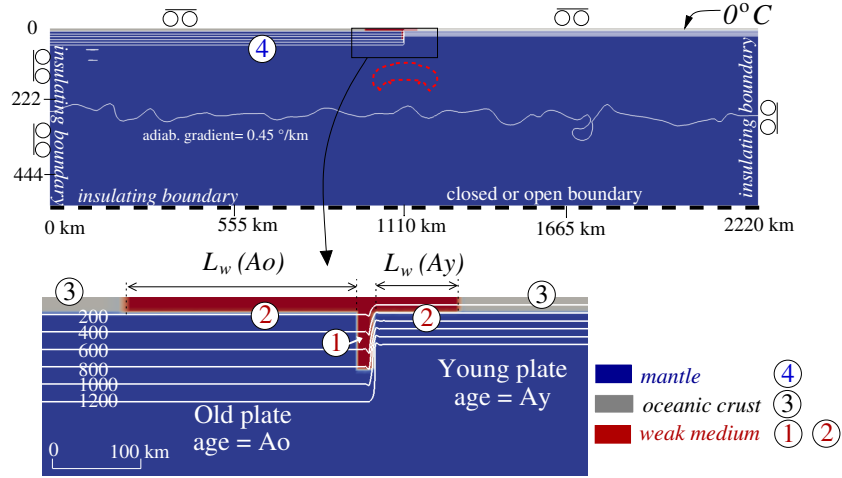 0° C
0
4
insulating boundary
222
adiab. gradient= 0.45 °/km
444
insulating boundary
insulating boundary
closed or open boundary
0 km
555 km
1110 km
1665 km
2220 km
L_w (Ao)
L_w (Ay)
3
3
200
2
2
400
1
600
800
1000
1200
Old plate
age = Ao
Young plate
age = Ay
0
100 km
mantle 4
oceanic crust 3
weak medium 1 2